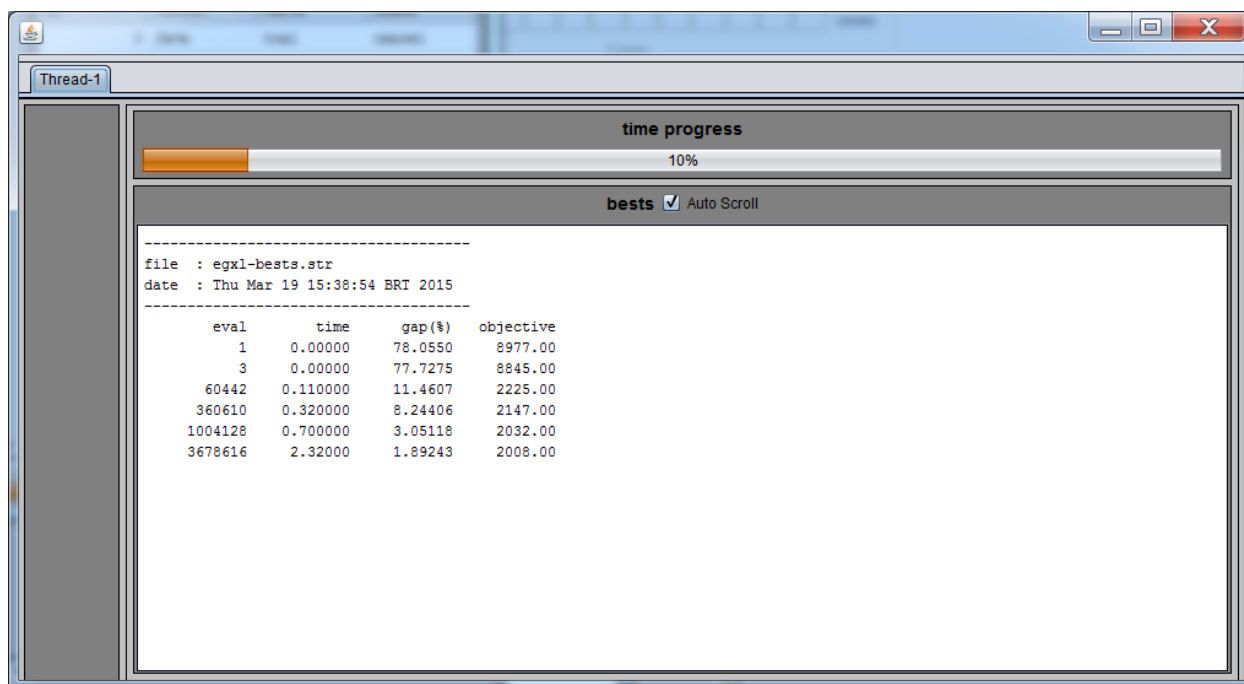 Thread-1
time progress
10%
bests Auto Scroll
--------------------------------------
file  : egxl-bests.str
date  : Thu Mar 19 15:38:54 BRT 2015
--------------------------------------
eval time gap(%) objective
1 0.00000 78.0550 8977.00
3 0.00000 77.7275 8845.00
60442 0.110000 11.4607 2225.00
360610 0.320000 8.24406 2147.00
1004128 0.700000 3.05118 2032.00
3678616 2.32000 1.89243 2008.00